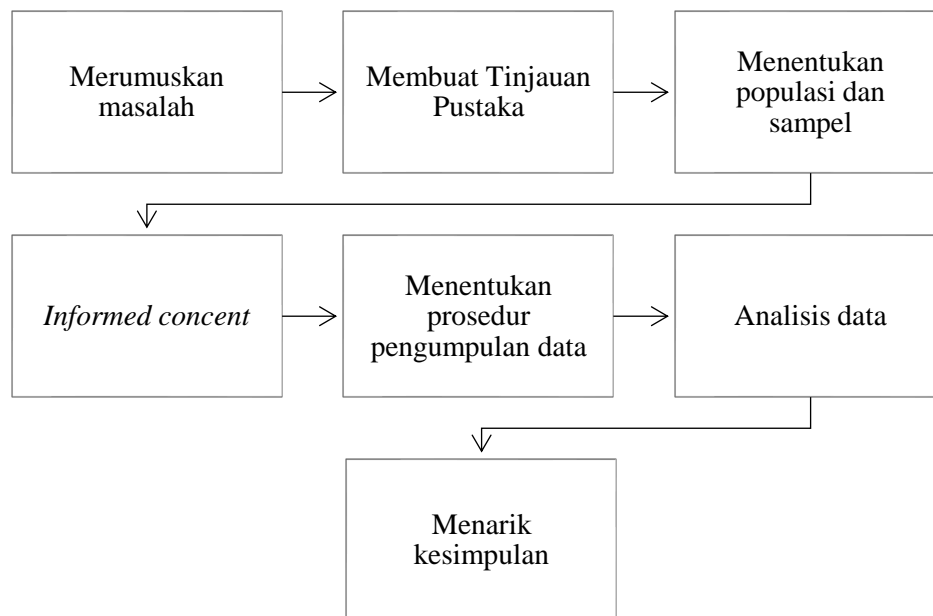 Merumuskan
masalah
Membuat Tinjauan
Pustaka
Menentukan
populasi dan
sampel
Informed concent
Menentukan
prosedur
pengumpulan data
Analisis data
Menarik
kesimpulan